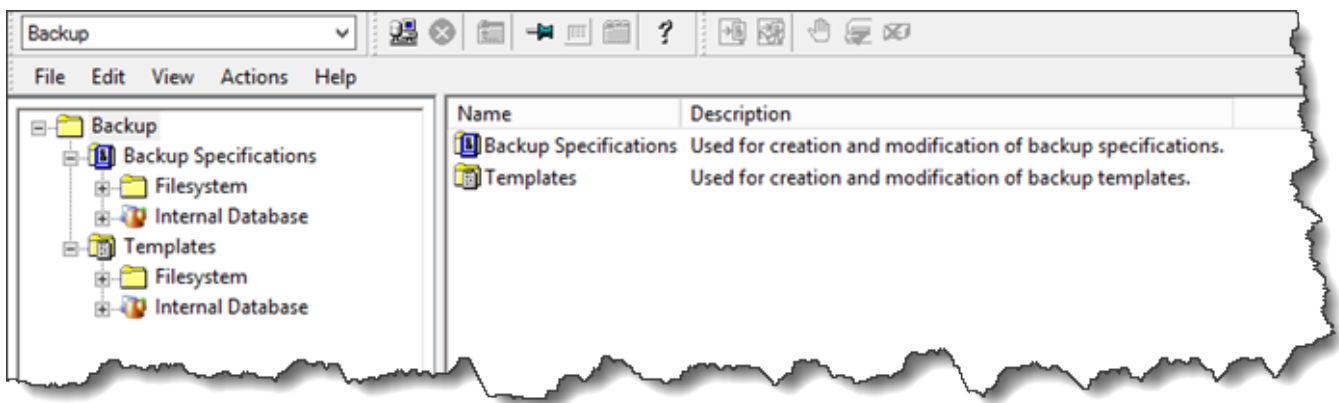 Backup
?
File Edit View Actions Help
Backup
Backup Specifications
Filesystem
Internal Database
Templates
Filesystem
Internal Database
Name Description
Backup Specifications Used for creation and modification of backup specifications.
Templates Used for creation and modification of backup templates.